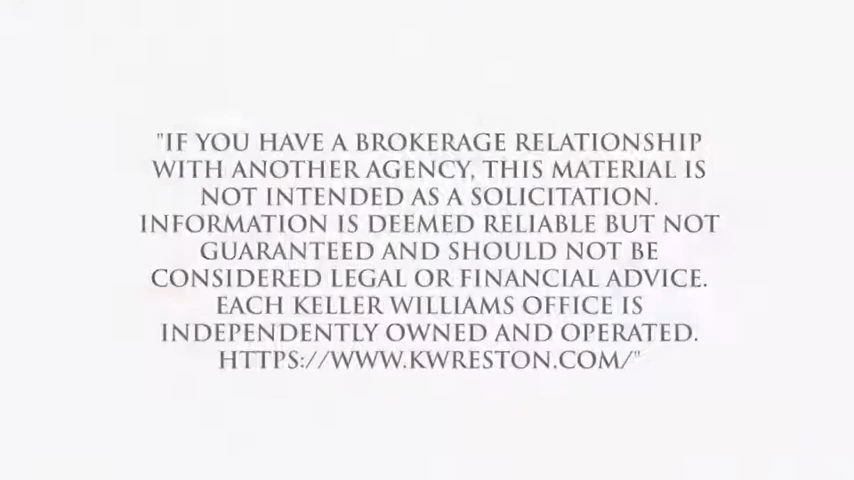 "IF YOU HAVE A BROKERAGE RELATIONSHIP
WITH ANOTHER AGENCY, THIS MATERIAL IS
NOT INTENDED AS A SOLICITATION.
INFORMATION IS DEEMED RELIABLE BUT NOT
GUARANTEED AND SHOULD NOT BE
CONSIDERED LEGAL OR FINANCIAL ADVICE.
EACH KELLER WILLIAMS OFFICE IS
INDEPENDENTLY OWNED AND OPERATED.
HTTPS://WWW.KWRESTON.COM/"